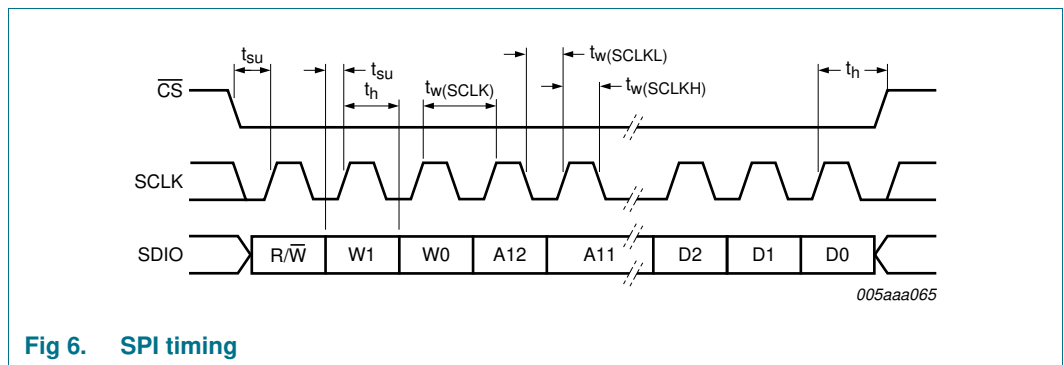 tsu
tsu
th
tw(SCLK)
tw(SCLKL)
tw(SCLKH)
th
CS
SCLK
SDIO
R/W W1 W0 A12 A11 D2 D1 D0
005aaa065
Fig 6. SPI timing